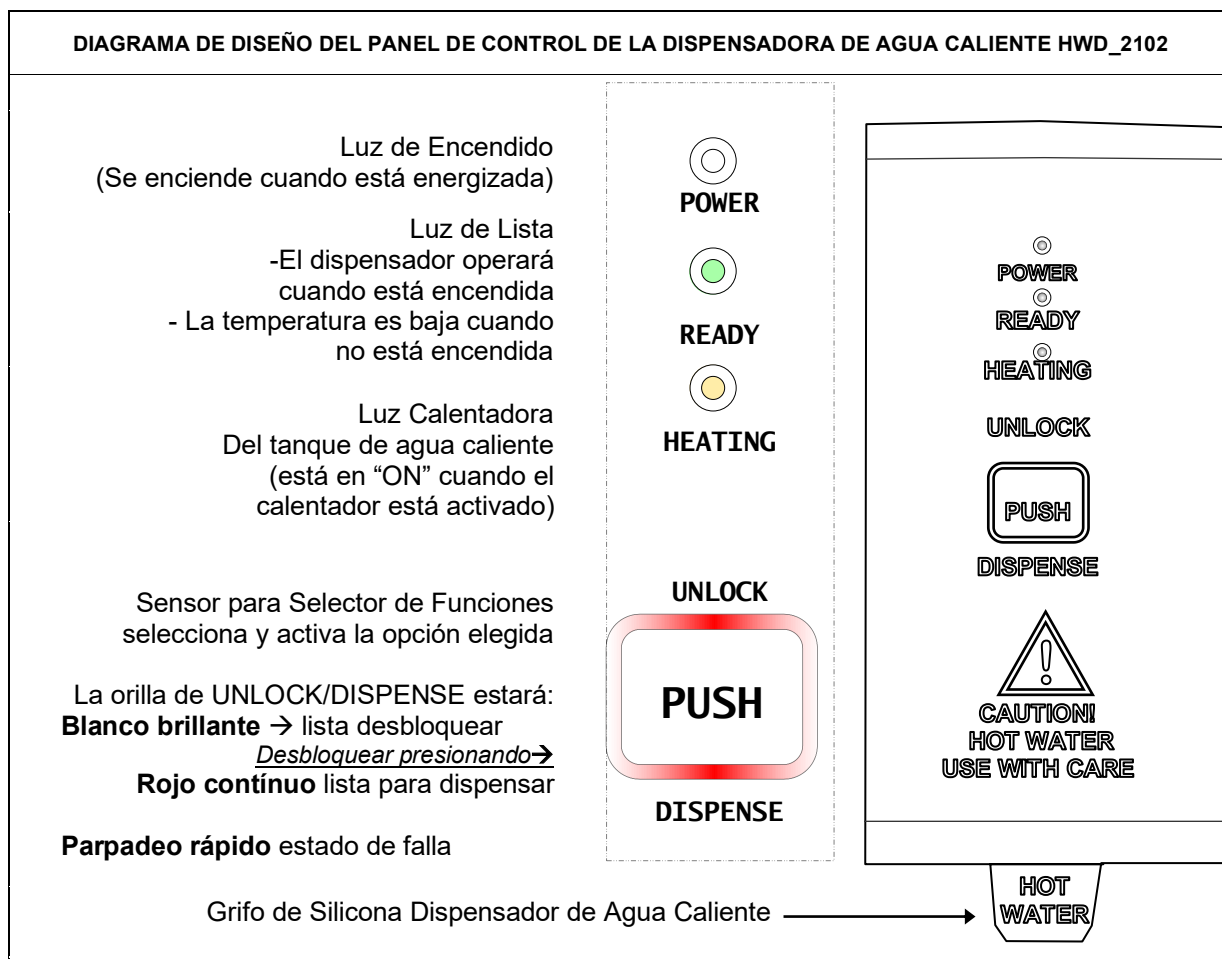 DIAGRAMA DE DISEÑO DEL PANEL DE CONTROL DE LA DISPENSADORA DE AGUA CALIENTE HWD_2102
Luz de Encendido
(Se enciende cuando está energizada)
Luz de Lista
-El dispensador operará
cuando está encendida
- La temperatura es baja cuando
no está encendida
Luz Calentadora
Del tanque de agua caliente
(está en “ON” cuando el
calentador está activado)
Sensor para Selector de Funciones
selecciona y activa la opción elegida
La orilla de UNLOCK/DISPENSE estará:
Blanco brillante → lista desbloquear
Desbloquear presionando→
Rojo contínuo lista para dispensar
Parpadeo rápido estado de falla
Grifo de Silicona Dispensador de Agua Caliente
POWER
READY
HEATING
UNLOCK
PUSH
DISPENSE
POWER
READY
HEATING
UNLOCK
PUSH
DISPENSE
CAUTION!
HOT WATER
USE WITH CARE
HOT
WATER